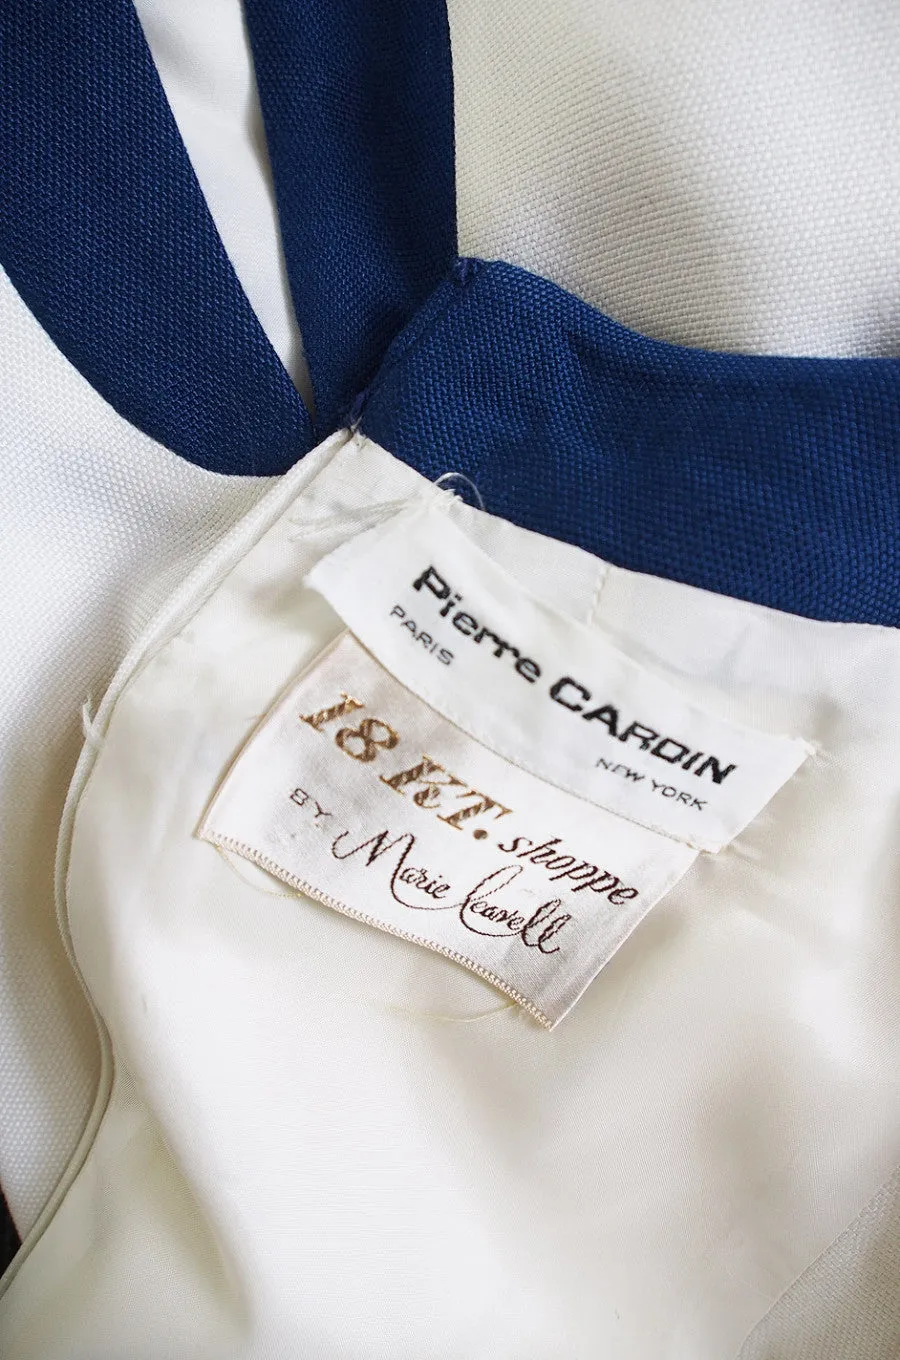 Pierre CARDIN
PARIS
NEW YORK
18 KT. shoppe
BY Marie Leavell